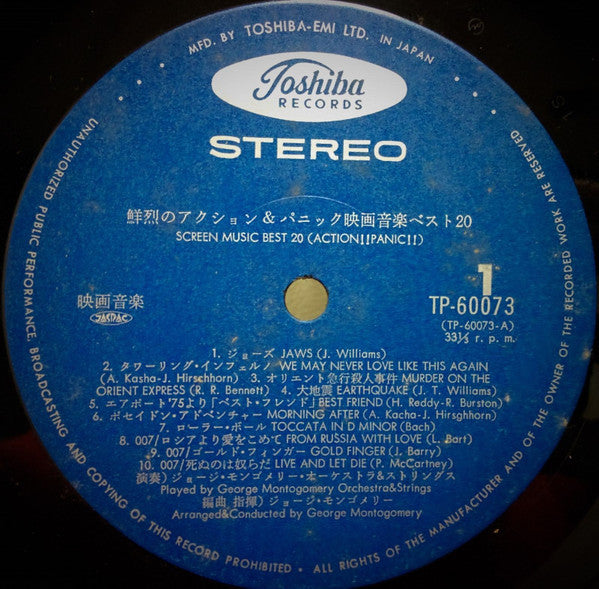 MFD. BY TOSHIBA-EMI LTD. IN JAPAN
Toshiba
RECORDS
STEREO
鮮烈のアクション&パニック映画音楽ベスト20
SCREEN MUSIC BEST 20 (ACTION!!PANIC!!)
1
映画音楽
TP-60073
JASRAC
(TP-60073-A)
33⅓ r. p. m.
1. ジョーズ JAWS (J. Williams)
2. タワーリング・インフェルノ WE MAY NEVER LOVE LIKE THIS AGAIN
(A. Kasha-J. Hirschhorn) 3. オリエント急行殺人事件 MURDER ON THE
ORIENT EXPRESS (R. R. Bennett) 4. 大地震 EARTHQUAKE (J. T. Williams)
5. エアポート'75より「ベスト・フレンド」BEST FRIEND (H. Reddy-R. Burston)
6. ポセイドン・アドベンチャー MORNING AFTER (A. Kacha-J. Hirsghhorn)
7. ローラー・ボール TOCCATA IN D MINOR (Bach)
8. 007/ロシアより愛をこめて FROM RUSSIA WITH LOVE (L. Bart)
9. 007/ゴールド・フィンガー GOLD FINGER (J. Barry)
10. 007/死ぬのは奴らだ LIVE AND LET DIE (P. McCartney)
演奏) ジョージ・モンゴメリー・オーケストラ&ストリングス
Played by George Montogomery Orchestra&Strings
編曲 指揮) ジョージ・モンゴメリー
Arranged&Conducted by George Montogomery
UNAUTHORIZED PUBLIC PERFORMANCE, BROADCASTING AND COPYING OF THIS RECORD PROHIBITED • ALL RIGHTS OF THE MANUFACTURER AND OF THE OWNER OF THE RECORDED WORK ARE RESERVED